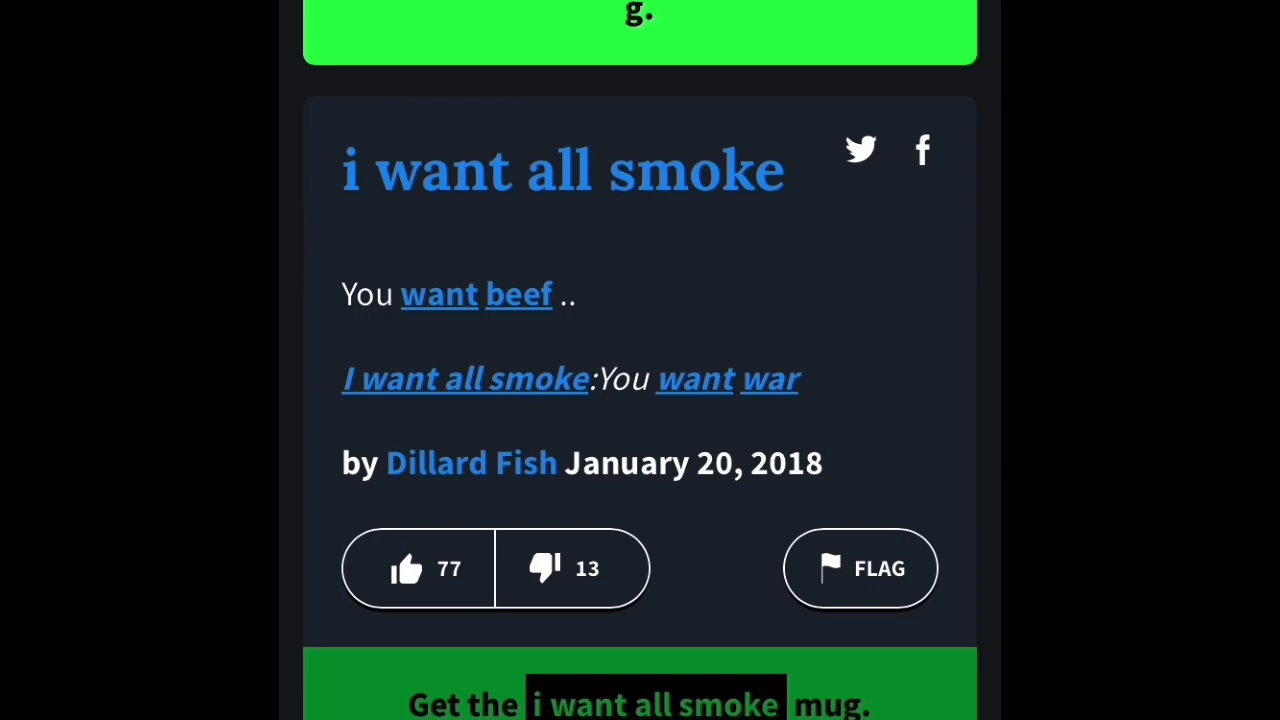 g.
i want all smoke
You want beef ..
I want all smoke:You want war
by Dillard Fish January 20, 2018
77 13 FLAG
Get the i want all smoke mug.